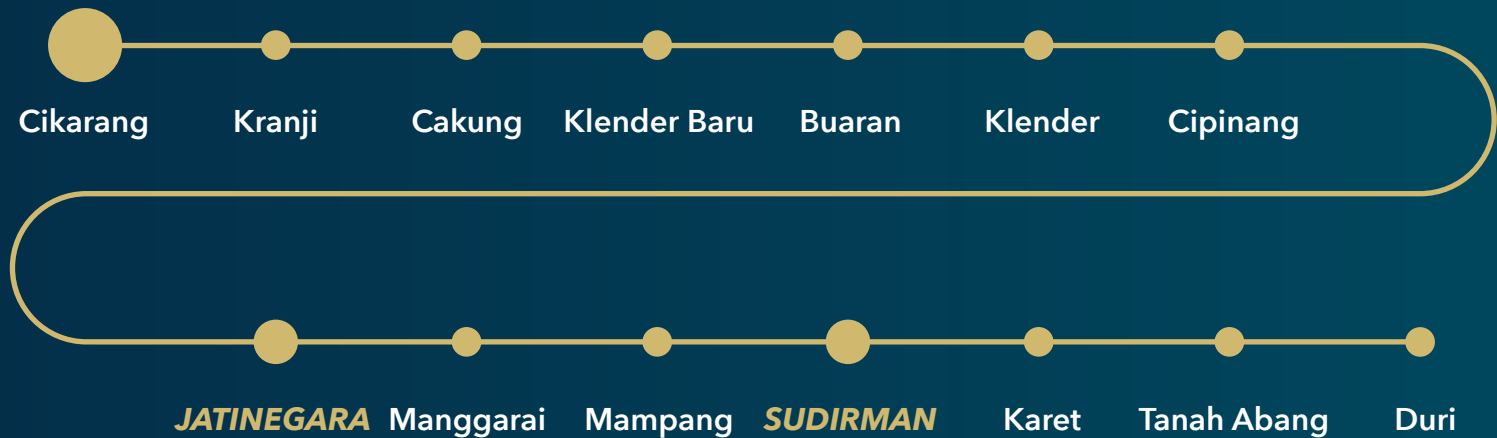 Cikarang Kranji Cakung Klender Baru Buaran Klender Cipinang
JATINEGARA Manggarai Mampang SUDIRMAN Karet Tanah Abang Duri